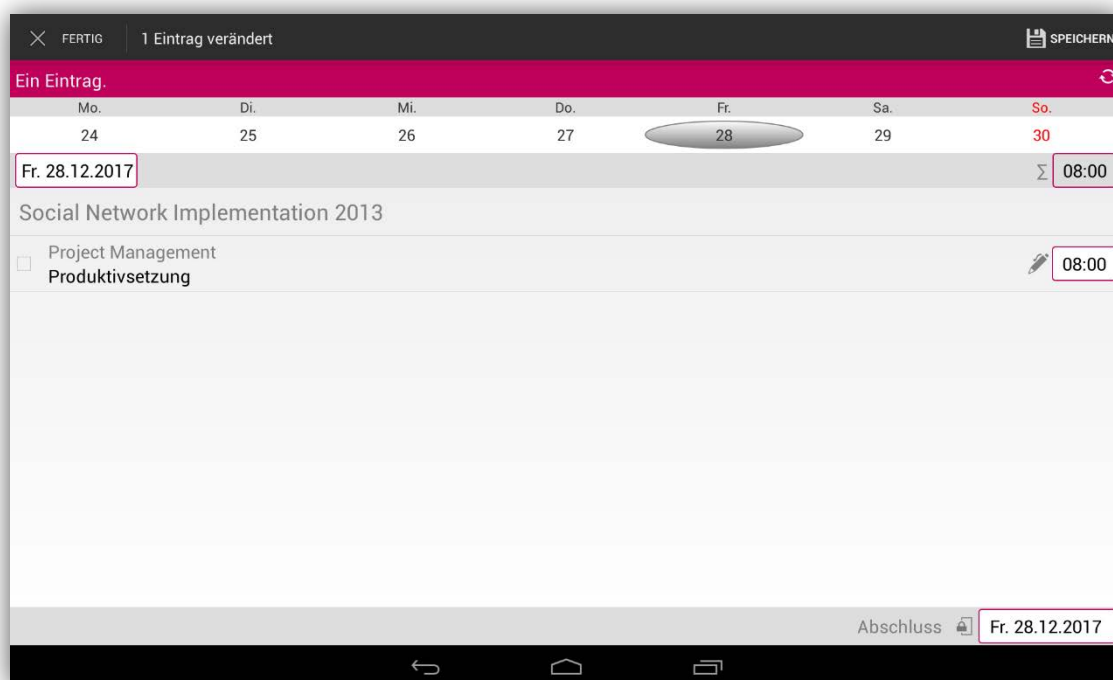 FERTIG 1 Eintrag verändert SPEICHERN
Ein Eintrag.
Mo. Di. Mi. Do. Fr. Sa. So.
24 25 26 27 28 29 30
Fr. 28.12.2017 Σ 08:00
Social Network Implementation 2013
Project Management
Produktivsetzung 08:00
Abschluss Fr. 28.12.2017